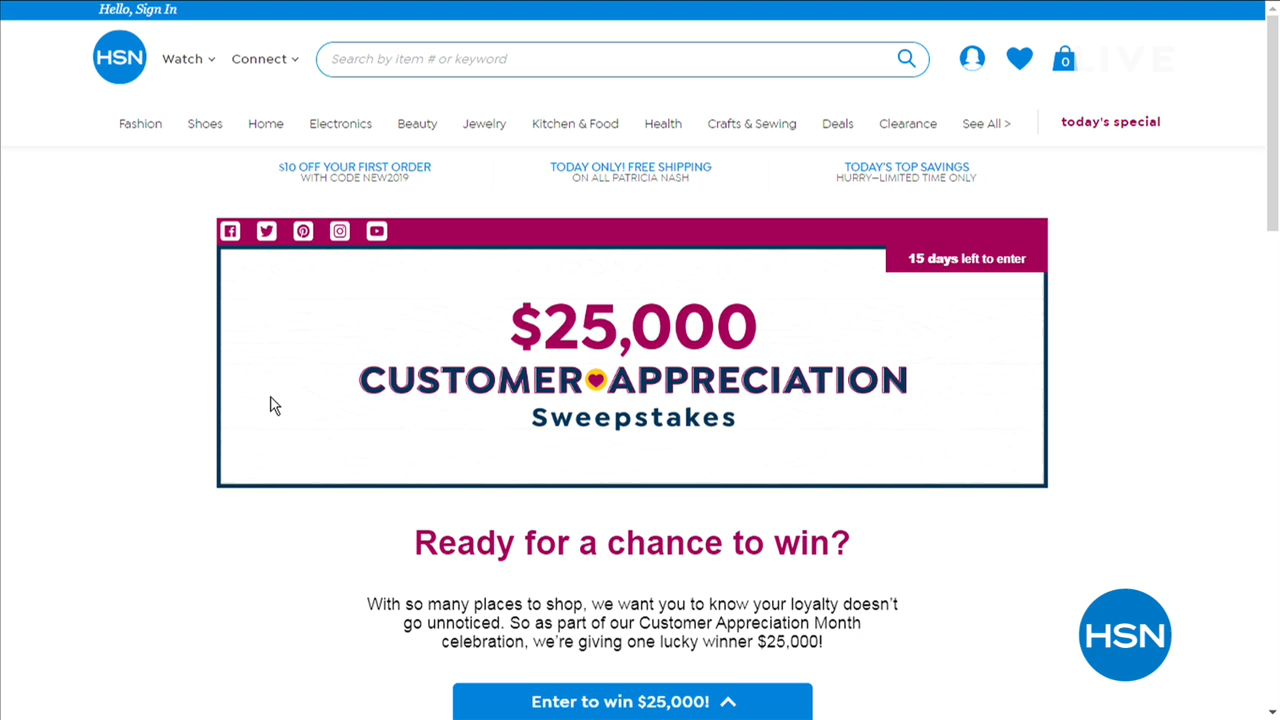 Hello, Sign In
HSN
Watch
Connect
Search by item # or keyword
0
LIVE
Fashion
Shoes
Home
Electronics
Beauty
Jewelry
Kitchen & Food
Health
Crafts & Sewing
Deals
Clearance
See All >
today's special
$10 OFF YOUR FIRST ORDER
WITH CODE NEW2019
TODAY ONLY! FREE SHIPPING
ON ALL PATRICIA NASH
TODAY'S TOP SAVINGS
HURRY—LIMITED TIME ONLY
15 days left to enter
$25,000
CUSTOMER APPRECIATION
Sweepstakes
Ready for a chance to win?
With so many places to shop, we want you to know your loyalty doesn’t
go unnoticed. So as part of our Customer Appreciation Month
celebration, we’re giving one lucky winner $25,000!
HSN
Enter to win $25,000!